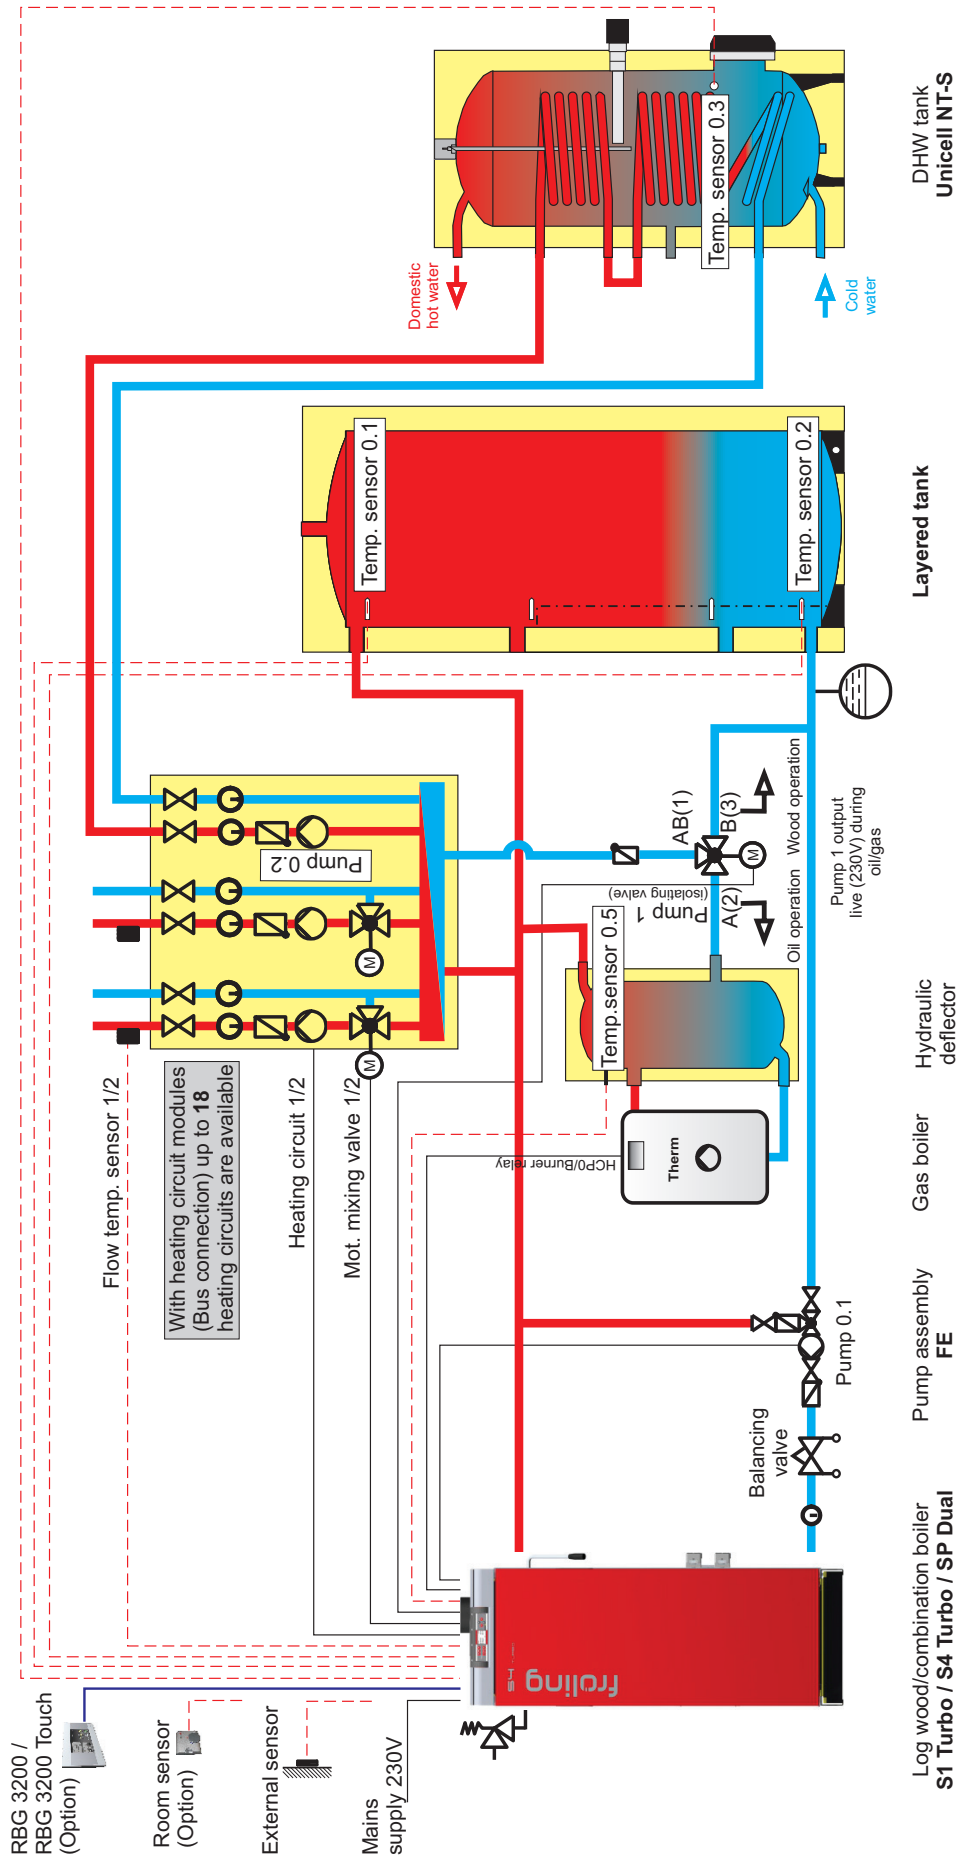 RBG 3200 /
RBG 3200 Touch
(Option)
Room sensor
(Option)
External sensor
Mains
supply 230V
Flow temp. sensor 1/2
With heating circuit modules
(Bus connection) up to 18
heating circuits are available
Heating circuit 1/2
Mot. mixing valve 1/2
M
M
Pump 0.2
Domestic
hot water
Cold
water
Temp. sensor 0.3
Temp. sensor 0.1
Temp. sensor 0.2
Temp.sensor 0.5
HCP0/Burner relay
Therm
Pump 1
(isolating valve)
AB(1)
A(2)
B(3)
M
Oil operation
Wood operation
Pump 1 output
live (230V) during
oil/gas
Balancing
valve
Pump 0.1
froling
S4
Log wood/combination boiler
S1 Turbo / S4 Turbo / SP Dual
Pump assembly
FE
Gas boiler
Hydraulic
deflector
Layered tank
DHW tank
Unicell NT-S